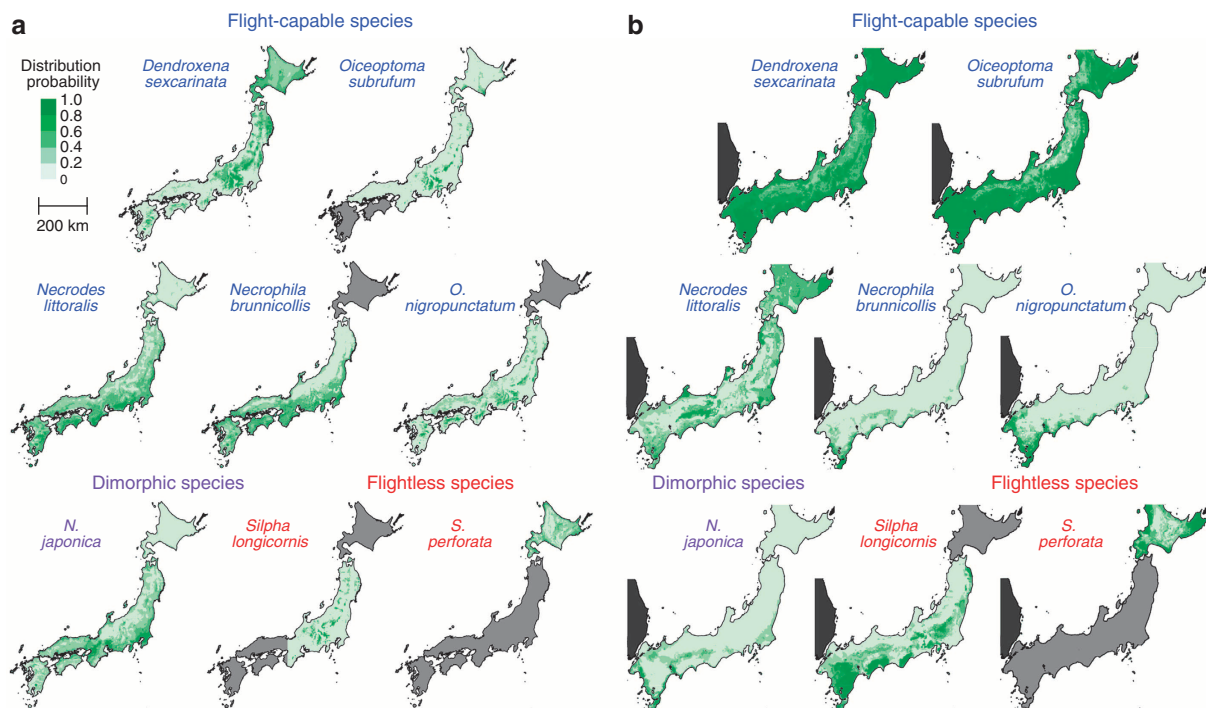 a
Flight-capable species
Distribution
probability
1.0
0.8
0.6
0.4
0.2
0
200 km
Dendroxena
sexcarinata
Oiceoptoma
subrufum
Necrodes
littoralis
Necrophila
brunnicollis
O.
nigropunctatum
Dimorphic species
Flightless species
N.
japonica
Silpha
longicornis
S.
perforata
b
Flight-capable species
Dendroxena
sexcarinata
Oiceoptoma
subrufum
Necrodes
littoralis
Necrophila
brunnicollis
O.
nigropunctatum
Dimorphic species
Flightless species
N.
japonica
Silpha
longicornis
S.
perforata